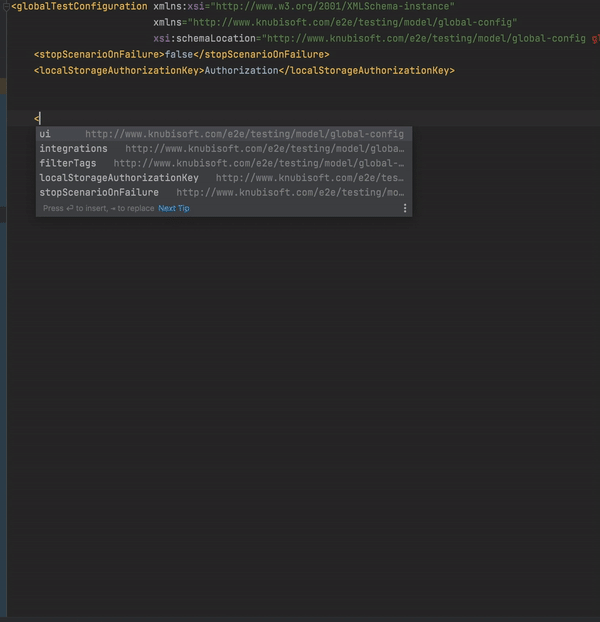 <globalTestConfiguration xmlns:xsi="http://www.w3.org/2001/XMLSchema-instance"
xmlns="http://www.knubisoft.com/e2e/testing/model/global-config"
xsi:schemaLocation="http://www.knubisoft.com/e2e/testing/model/global-config gl
<stopScenarioOnFailure>false</stopScenarioOnFailure>
<localStorageAuthorizationKey>Authorization</localStorageAuthorizationKey>
<
ui http://www.knubisoft.com/e2e/testing/model/global-config
integrations http://www.knubisoft.com/e2e/testing/model/globa…
filterTags http://www.knubisoft.com/e2e/testing/model/global-…
localStorageAuthorizationKey http://www.knubisoft.com/e2e/tes…
stopScenarioOnFailure http://www.knubisoft.com/e2e/testing/mo…
Press ⏎ to insert, ⇥ to replace Next Tip